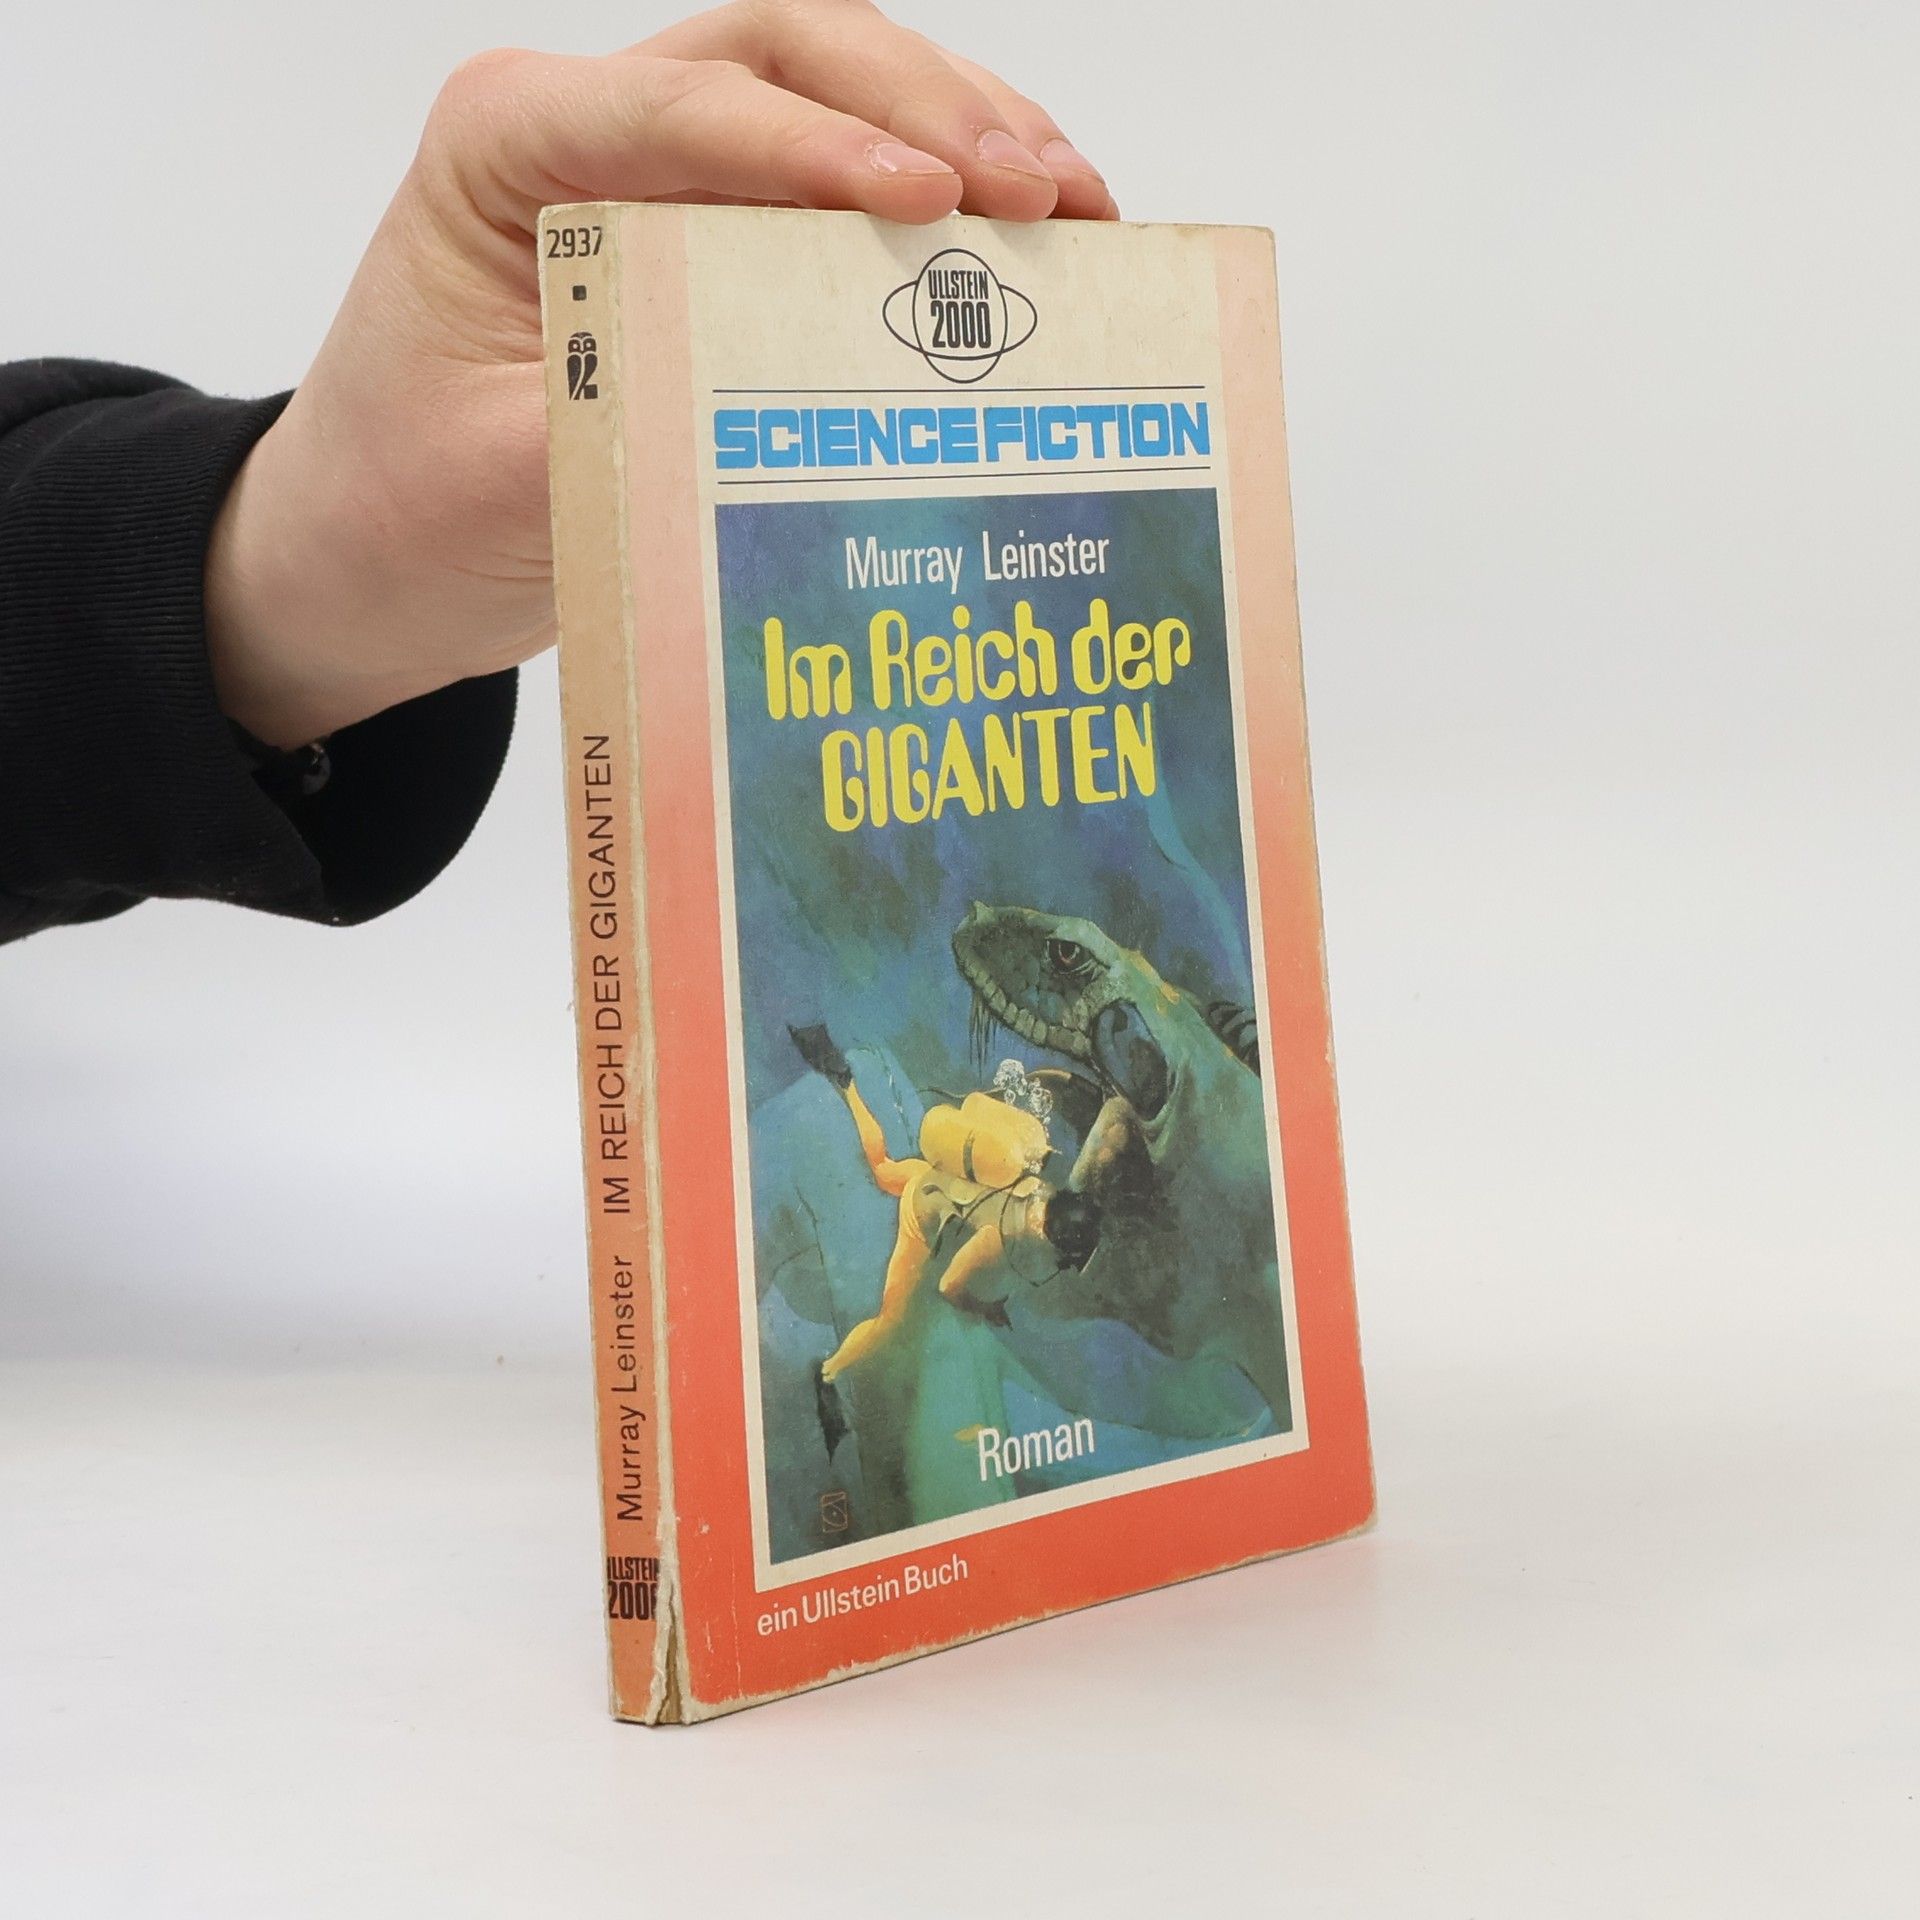 2937
ULLSTEIN
2000
SCIENCE FICTION
Murray Leinster
Im Reich der
GIGANTEN
Roman
ein Ullstein Buch
Murray Leinster IM REICH DER GIGANTEN
ULLSTEIN
2000